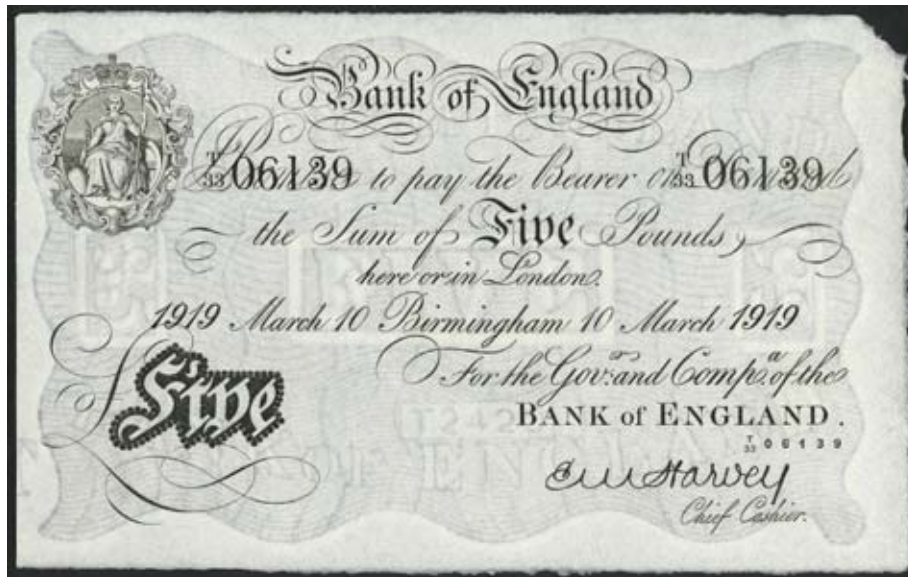 Bank of England
T/33 06139 to pay the Bearer on T/33 06139
the Sum of Five Pounds
here or in London.
1919 March 10 Birmingham 10 March 1919
For the Govr. and Compa. of the
Five
BANK of ENGLAND.
T/33 06139
E M Harvey
Chief Cashier.